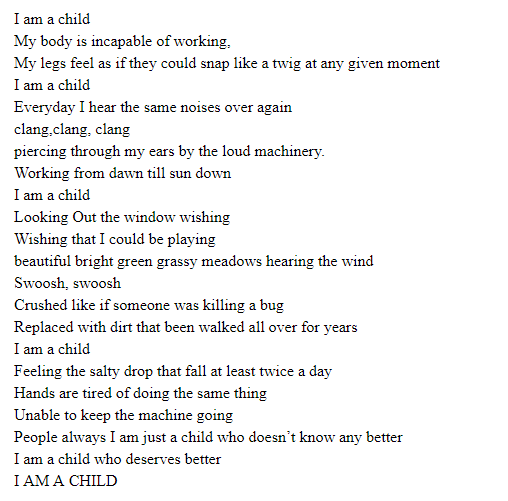 I am a child
My body is incapable of working,
My legs feel as if they could snap like a twig at any given moment
I am a child
Everyday I hear the same noises over again
clang,clang, clang
piercing through my ears by the loud machinery.
Working from dawn till sun down
I am a child
Looking Out the window wishing
Wishing that I could be playing
beautiful bright green grassy meadows hearing the wind
Swoosh, swoosh
Crushed like if someone was killing a bug
Replaced with dirt that been walked all over for years
I am a child
Feeling the salty drop that fall at least twice a day
Hands are tired of doing the same thing
Unable to keep the machine going
People always I am just a child who doesn’t know any better
I am a child who deserves better
I AM A CHILD